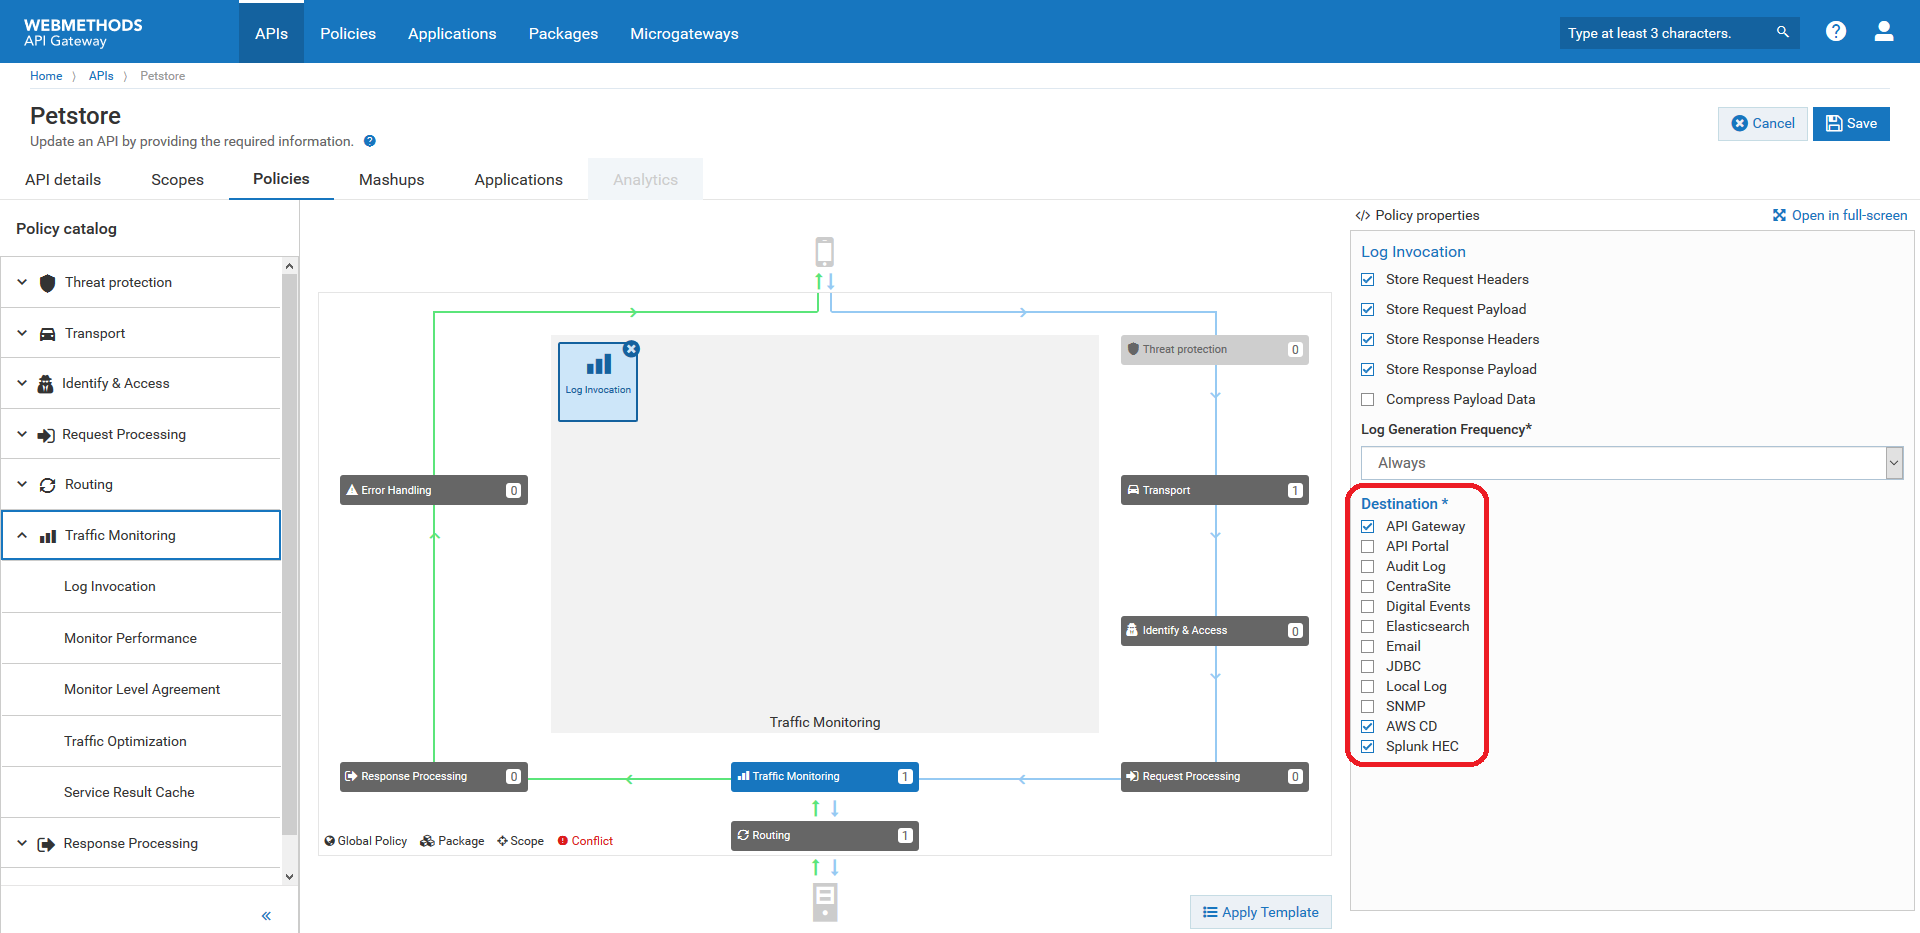 WEBMETHODS
API Gateway
APIs
Policies
Applications
Packages
Microgateways
Type at least 3 characters.
?
Home
APIs
Petstore
Petstore
Update an API by providing the required information. ?
Cancel
Save
API details
Scopes
Policies
Mashups
Applications
Analytics
Policy catalog
Threat protection
Transport
Identify & Access
Request Processing
Routing
Traffic Monitoring
Log Invocation
Monitor Performance
Monitor Level Agreement
Traffic Optimization
Service Result Cache
Response Processing
«
Log Invocation
Traffic Monitoring
Threat protection 0
Error Handling 0
Transport 1
Identify & Access 0
Response Processing 0
Traffic Monitoring 1
Request Processing 0
Routing 1
Global Policy
Package
Scope
Conflict
Apply Template
</> Policy properties
Open in full-screen
Log Invocation
Store Request Headers
Store Request Payload
Store Response Headers
Store Response Payload
Compress Payload Data
Log Generation Frequency*
Always
Destination *
API Gateway
API Portal
Audit Log
CentraSite
Digital Events
Elasticsearch
Email
JDBC
Local Log
SNMP
AWS CD
Splunk HEC